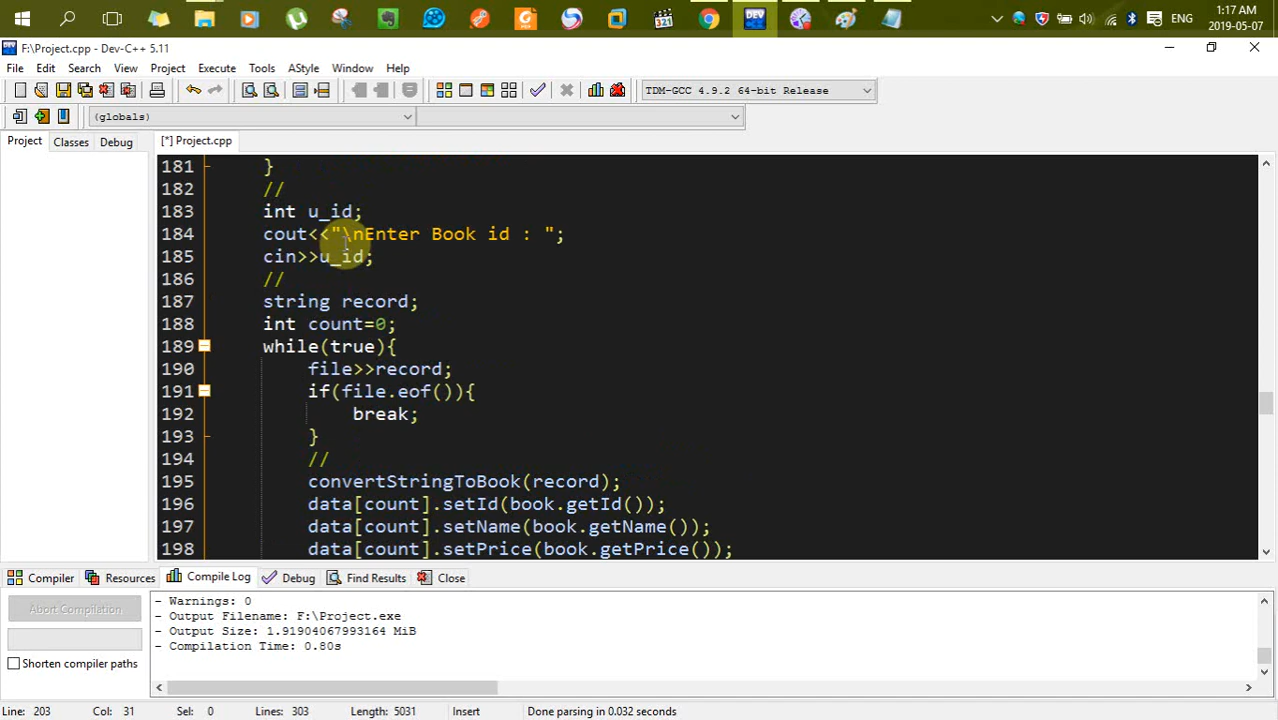 1:17 AM
ENG
2019-05-07
DEV
321
F:\Project.cpp - Dev-C++ 5.11
File Edit Search View Project Execute Tools AStyle Window Help
TDM-GCC 4.9.2 64-bit Release
(globals)
Project Classes Debug [*] Project.cpp
181 }
182 //
183 int u_id;
184 cout<<"\nEnter Book id : ";
185 cin>>u_id;
186 //
187 string record;
188 int count=0;
189 while(true){
190 file>>record;
191 if(file.eof()){
192 break;
193 }
194 //
195 convertStringToBook(record);
196 data[count].setId(book.getId());
197 data[count].setName(book.getName());
198 data[count].setPrice(book.getPrice());
Compiler Resources Compile Log Debug Find Results Close
Abort Compilation
Shorten compiler paths
- Warnings: 0
- Output Filename: F:\Project.exe
- Output Size: 1.91904067993164 MiB
- Compilation Time: 0.80s
Line: 203 Col: 31 Sel: 0 Lines: 303 Length: 5031 Insert Done parsing in 0.032 seconds